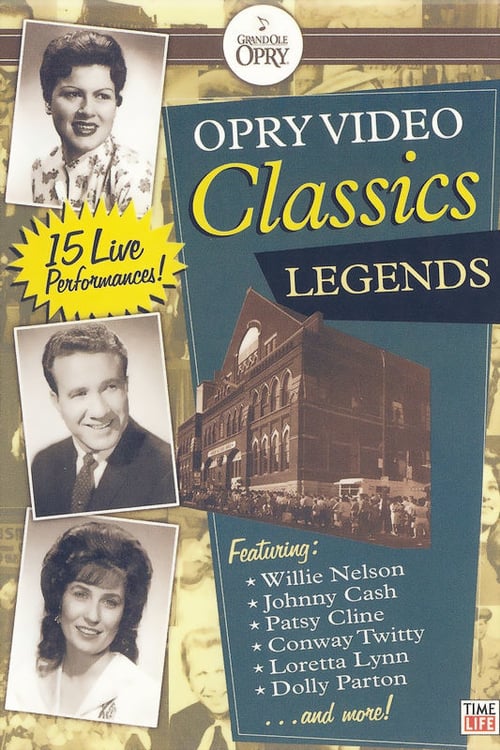 GRAND OLE
OPRY
OPRY VIDEO
Classics
LEGENDS
15 Live
Performances!
Featuring:
★ Willie Nelson
★ Johnny Cash
★ Patsy Cline
★ Conway Twitty
★ Loretta Lynn
★ Dolly Parton
...and more!
TIME
LIFE